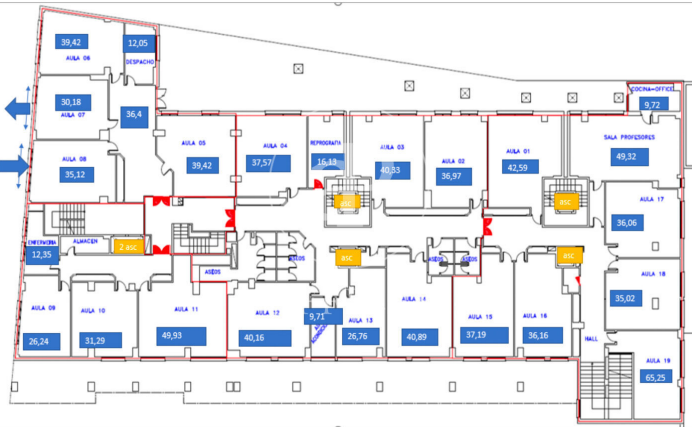 39,42
AULA 06
12,05
DESPACHO
COCINA-OFFICE
9,72
30,18
AULA 07
36,4
AULA 05
39,42
AULA 04
37,57
REPROGRAFIA
16,13
AULA 03
40,33
AULA 02
36,97
AULA 01
42,59
SALA PROFESORES
49,32
AULA 08
35,12
asc
asc
AULA 17
36,06
ENFERMERIA
12,35
ALMACEN
2 asc
ASEOS
asc
ASEOS
ASEOS
asc
AULA 18
35,02
AULA 09
26,24
AULA 10
31,29
AULA 11
49,93
AULA 12
40,16
9,71
AULA 13
26,76
AULA 14
40,89
AULA 15
37,19
AULA 16
36,16
HALL
AULA 19
65,25